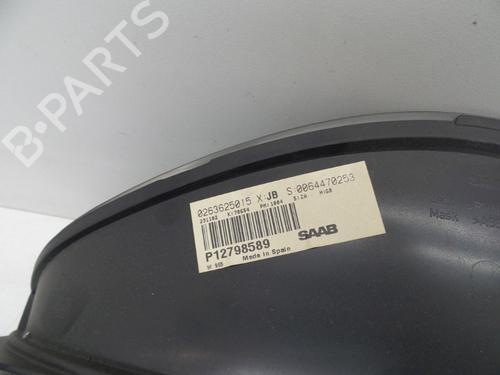 B-PARTS
0263625015 X:JB S:0064470253
P12798589 SAAB
Made in Spain
Mask